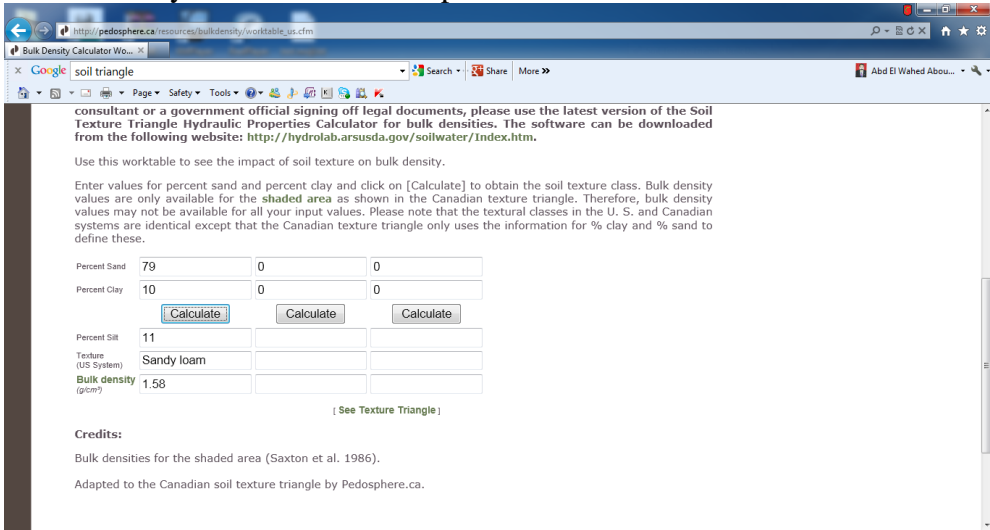 http://pedosphere.ca/resources/bulkdensity/worktable_us.cfm
Bulk Density Calculator Wo...
x Google soil triangle Search Share More >> Abd El Wahed Abou...
Page Safety Tools
consultant or a government official signing off legal documents, please use the latest version of the Soil
Texture Triangle Hydraulic Properties Calculator for bulk densities. The software can be downloaded
from the following website: http://hydrolab.arsusda.gov/soilwater/Index.htm.
Use this worktable to see the impact of soil texture on bulk density.
Enter values for percent sand and percent clay and click on [Calculate] to obtain the soil texture class. Bulk density
values are only available for the shaded area as shown in the Canadian texture triangle. Therefore, bulk density
values may not be available for all your input values. Please note that the textural classes in the U. S. and Canadian
systems are identical except that the Canadian texture triangle only uses the information for % clay and % sand to
define these.
Percent Sand 79 0 0
Percent Clay 10 0 0
Calculate Calculate Calculate
Percent Silt 11
Texture
(US System) Sandy loam
Bulk density 1.58
(g/cm³)
[ See Texture Triangle ]
Credits:
Bulk densities for the shaded area (Saxton et al. 1986).
Adapted to the Canadian soil texture triangle by Pedosphere.ca.